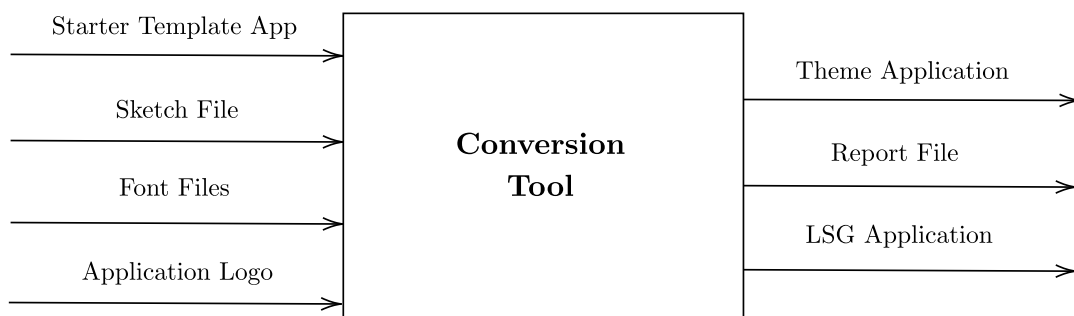 Starter Template App
Sketch File
Font Files
Application Logo
Conversion
Tool
Theme Application
Report File
LSG Application